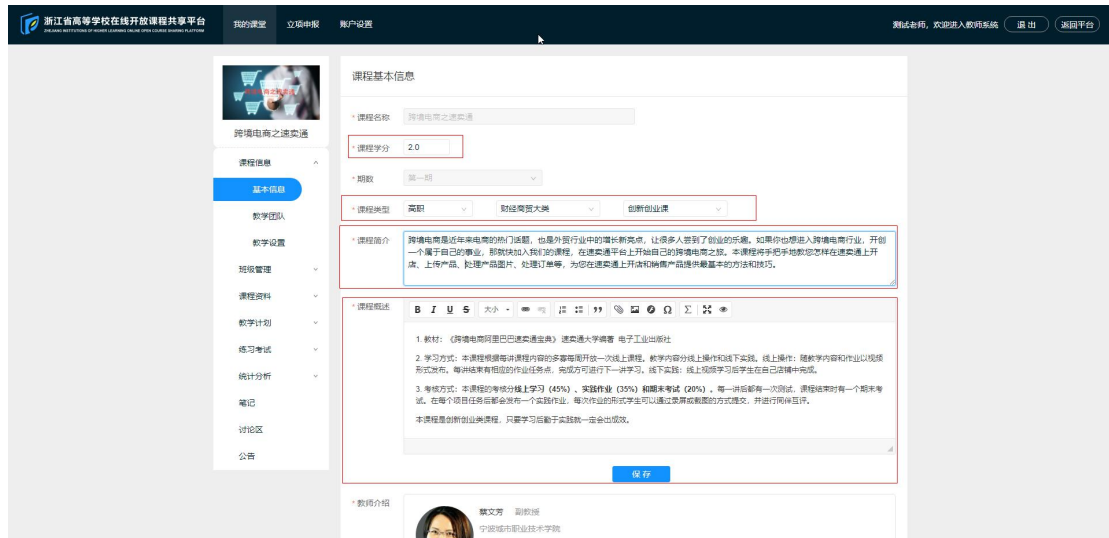 浙江省高等学校在线开放课程共享平台
ZHEJIANG INSTITUTIONS OF HIGHER LEARNING ONLINE OPEN COURSE SHARING PLATFORM
我的课堂 立项申报 账户设置
测试老师，欢迎进入教师系统 退出 返回平台
跨境电商之速卖通
课程信息
基本信息
教学团队
教学设置
班级管理
课程资料
教学计划
练习考试
统计分析
笔记
讨论区
公告
课程基本信息
* 课程名称 跨境电商之速卖通
* 课程学分 2.0
* 期数 第一期
* 课程类型 高职 财经商贸大类 创新创业课
* 课程简介
跨境电商是近年来电商的热门话题，也是外贸行业中的增长新亮点，让很多人尝到了创业的乐趣。如果你也想进入跨境电商行业，开创
一个属于自己的事业，那就快加入我们的课程，在速卖通平台上开始自己的跨境电商之旅。本课程将手把手地教您怎样在速卖通上开
店、上传产品、处理产品图片、处理订单等，为您在速卖通上开店和销售产品提供最基本的方法和技巧。
* 课程概述
B I U S 大小 Ω Σ
1. 教材：《跨境电商阿里巴巴速卖通宝典》 速卖通大学编著 电子工业出版社
2. 学习方式：本课程根据每讲课程内容的多寡每周开放一次线上课程。教学内容分线上操作和线下实践。线上操作：随教学内容和作业以视频
形式发布。每讲结束有相应的作业任务点，完成方可进行下一讲学习。线下实践：线上视频学习后学生在自己店铺中完成。
3. 考核方式：本课程的考核分线上学习（45%）、实践作业（35%）和期末考试（20%）。每一讲后都有一次测试，课程结束时有一个期末考
试。在每个项目任务后都会发布一个实践作业，每次作业的形式学生可以通过录屏或截图的方式提交，并进行同伴互评。
本课程是创新创业类课程，只要学习后勤于实践就一定会出成效。
保存
* 教师介绍
蔡文芳 副教授
宁波城市职业技术学院